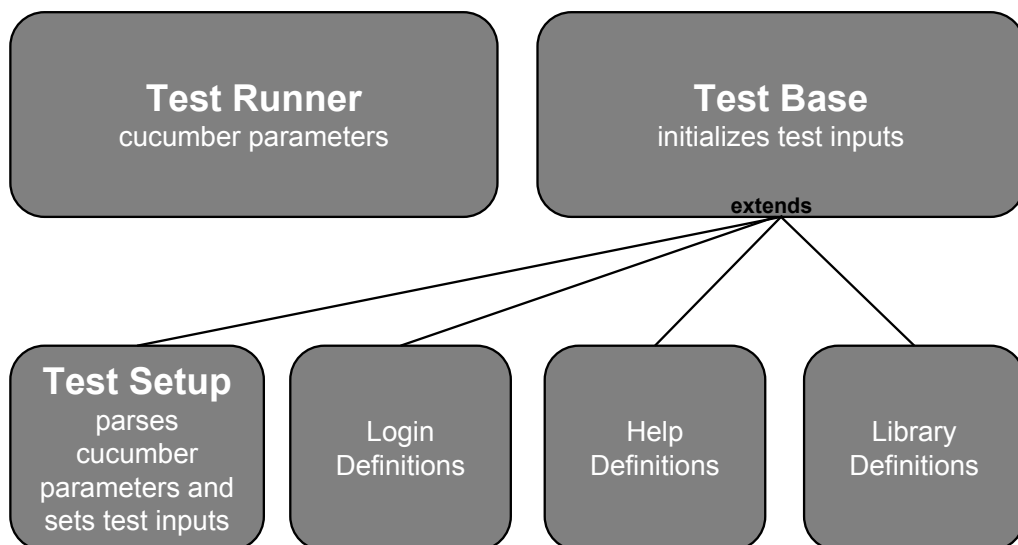 Test Runner
cucumber parameters
Test Base
initializes test inputs
extends
Test Setup
parses
cucumber
parameters and
sets test inputs
Login
Definitions
Help
Definitions
Library
Definitions